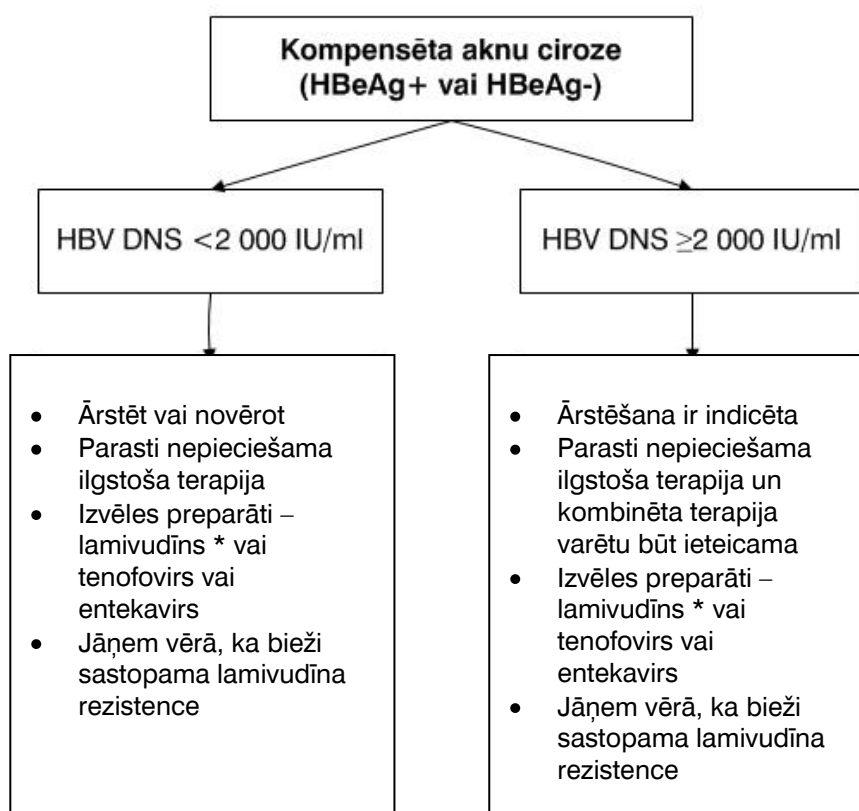 Kompensēta aknu ciroze
(HBeAg+ vai HBeAg-)
HBV DNS <2 000 IU/ml
HBV DNS ≥2 000 IU/ml
• Ārstēt vai novērot
• Parasti nepieciešama
ilgstoša terapija
• Izvēles preparāti –
lamivudīns * vai
tenofovirs vai
entekavirs
• Jāņem vērā, ka bieži
sastopama lamivudīna
rezistence
• Ārstēšana ir indicēta
• Parasti nepieciešama
ilgstoša terapija un
kombinēta terapija
varētu būt ieteicama
• Izvēles preparāti –
lamivudīns * vai
tenofovirs vai
entekavirs
• Jāņem vērā, ka bieži
sastopama lamivudīna
rezistence